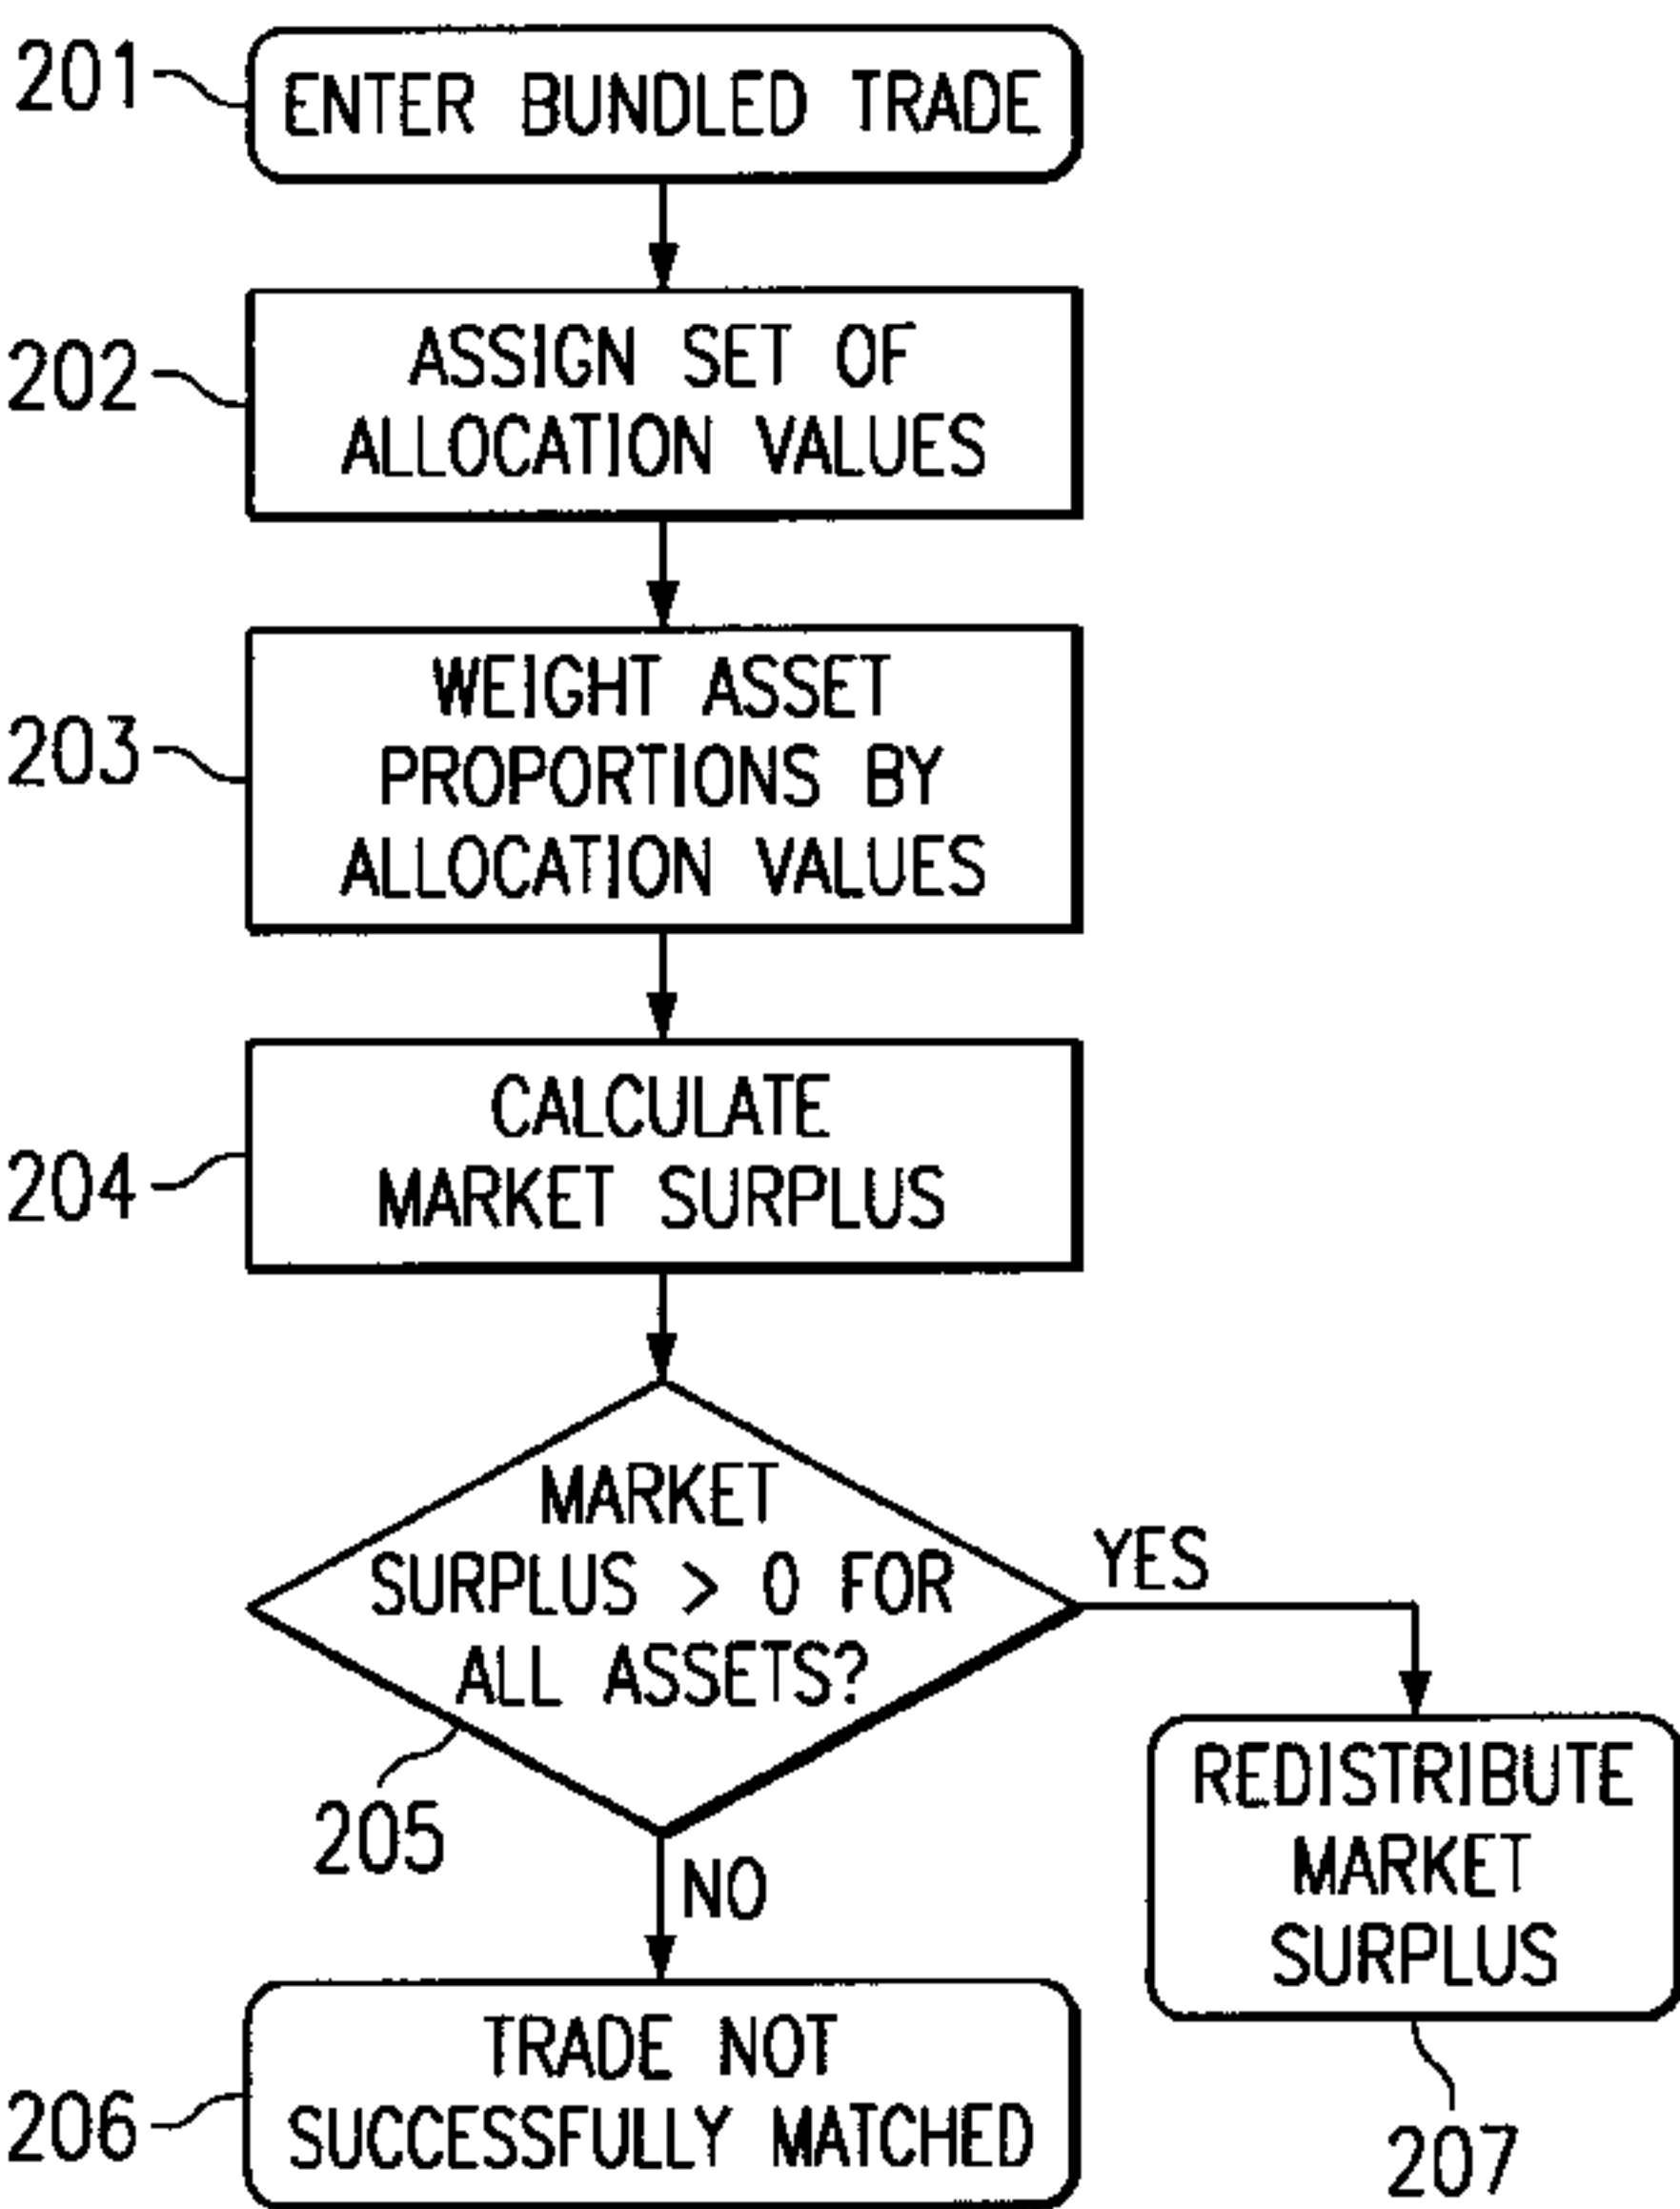 201
ENTER BUNDLED TRADE
202
ASSIGN SET OF
ALLOCATION VALUES
203
WEIGHT ASSET
PROPORTIONS BY
ALLOCATION VALUES
204
CALCULATE
MARKET SURPLUS
MARKET
SURPLUS > 0 FOR
ALL ASSETS?
205
YES
NO
REDISTRIBUTE
MARKET
SURPLUS
207
206
TRADE NOT
SUCCESSFULLY MATCHED